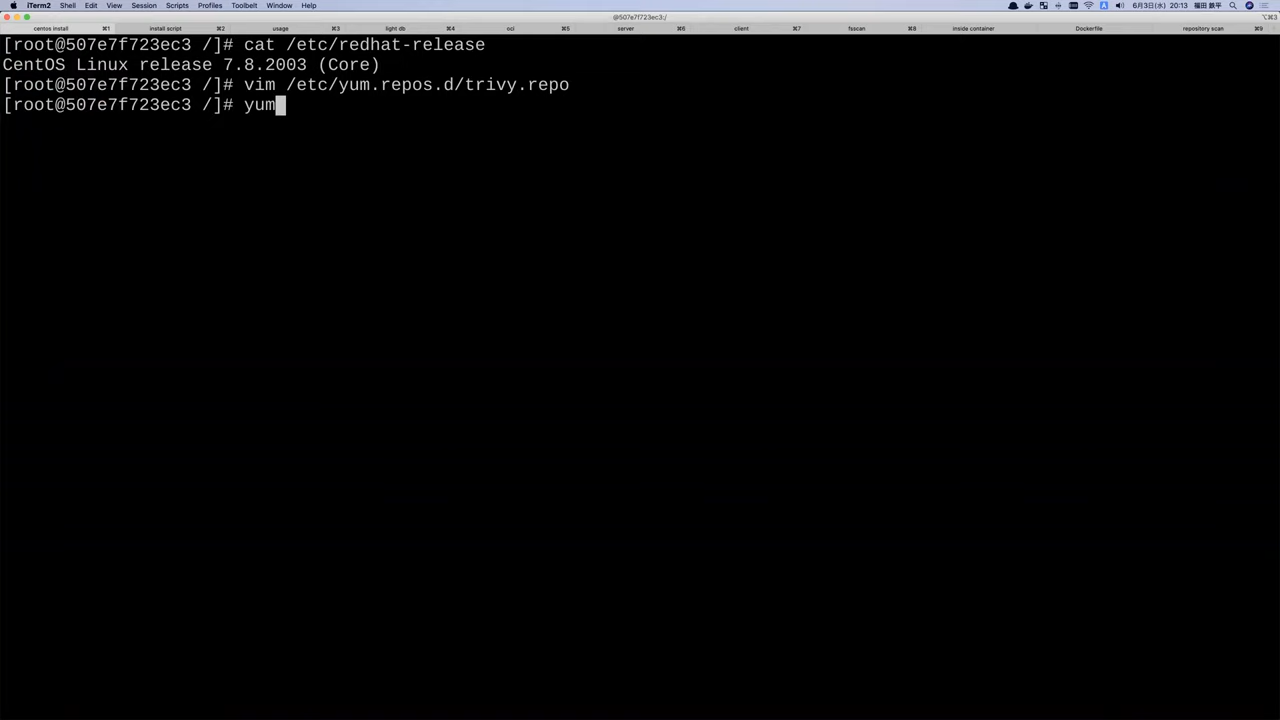 iTerm2 Shell Edit View Session Scripts Profiles Toolbelt Window Help 6月3日(水) 20:13 福田 鉄平
@507e7f723ec3:/ ⌥⌘3
centos install ⌘1 install script ⌘2 usage ⌘3 light db ⌘4 oci ⌘5 server ⌘6 client ⌘7 fsscan ⌘8 inside container Dockerfile repository scan ⌘9
[root@507e7f723ec3 /]# cat /etc/redhat-release
CentOS Linux release 7.8.2003 (Core)
[root@507e7f723ec3 /]# vim /etc/yum.repos.d/trivy.repo
[root@507e7f723ec3 /]# yum